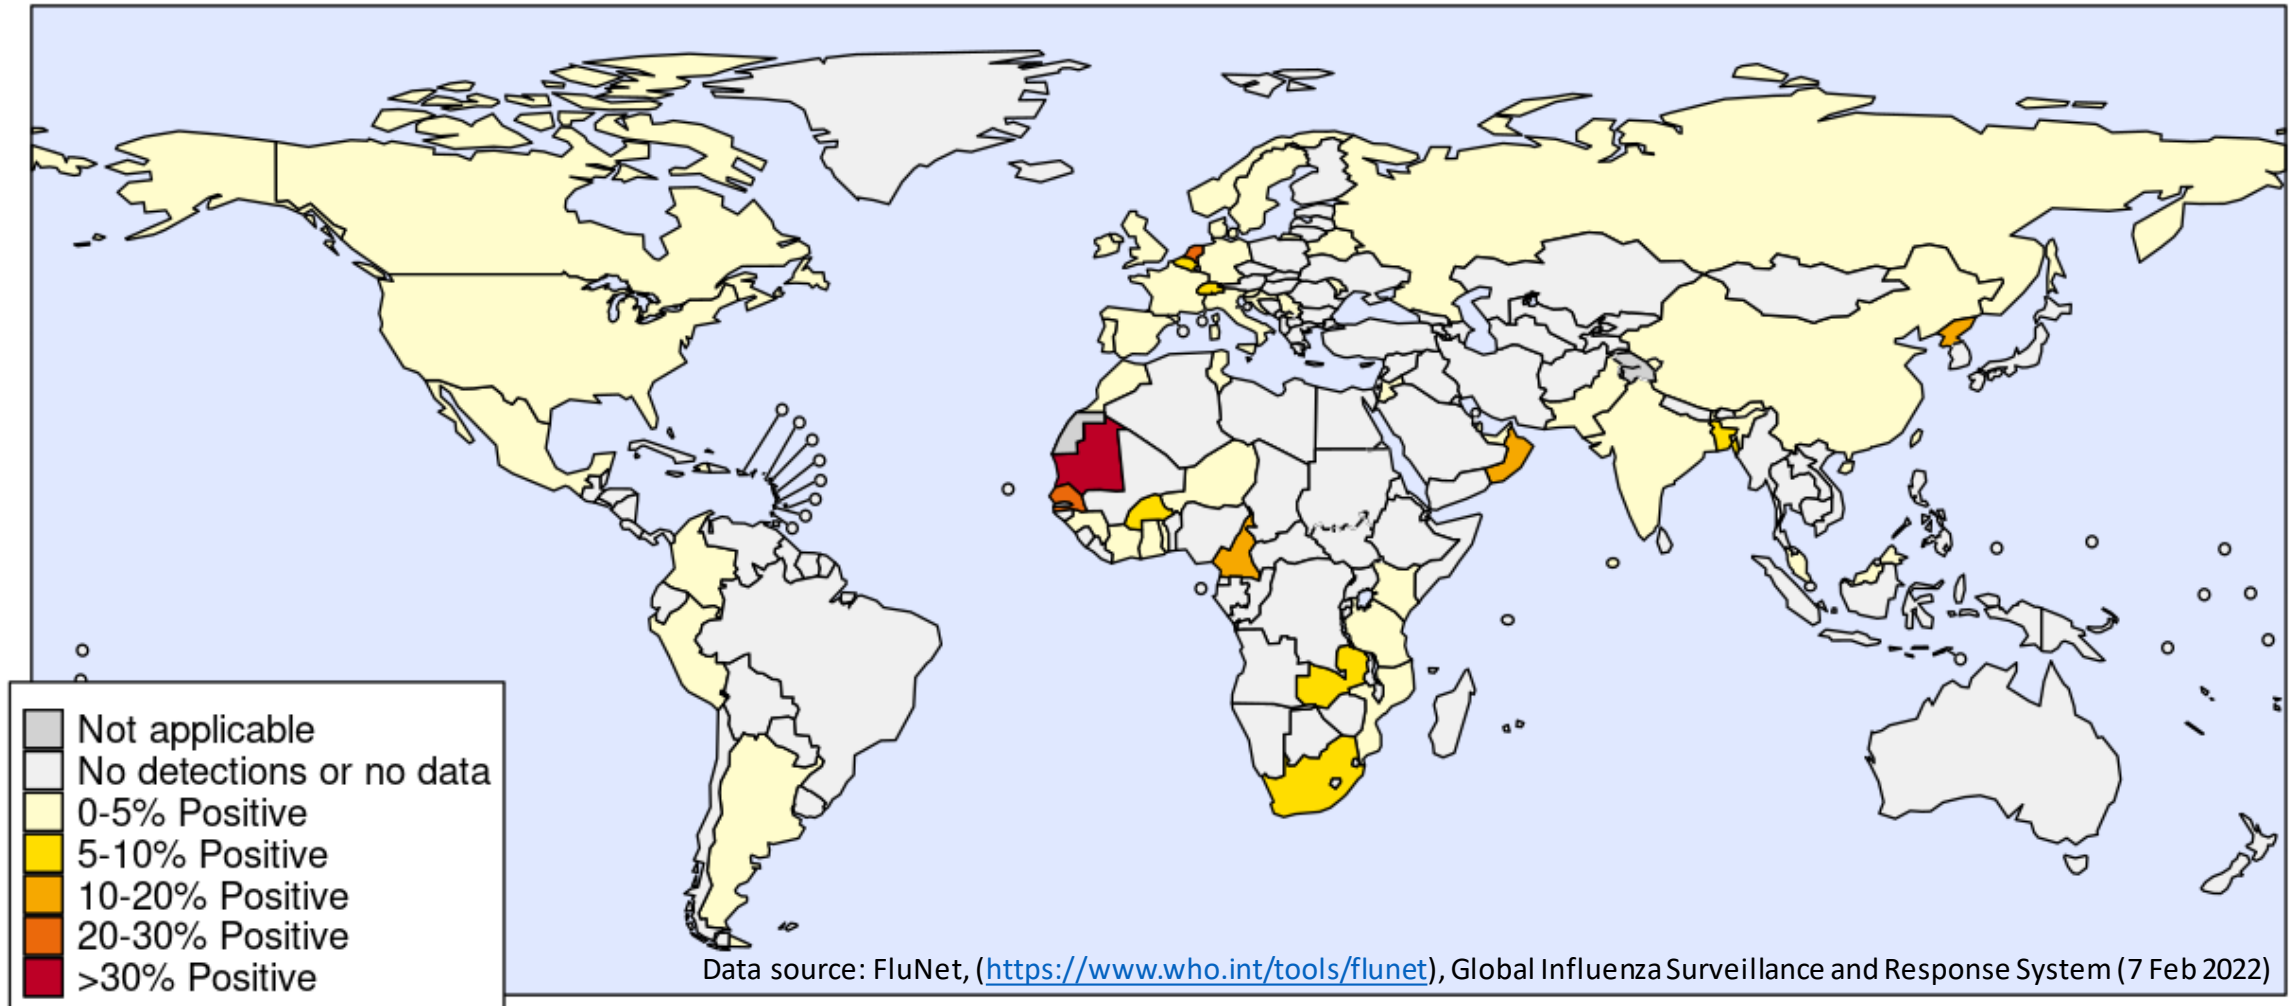 Not applicable
No detections or no data
0-5% Positive
5-10% Positive
10-20% Positive
20-30% Positive
>30% Positive
Data source: FluNet, (https://www.who.int/tools/flunet), Global Influenza Surveillance and Response System (7 Feb 2022)